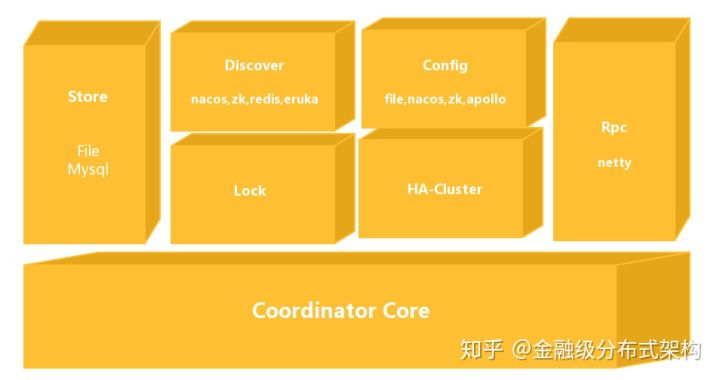 Store
File
Mysql
Discover
nacos,zk,redis,eruka
Config
file,nacos,zk,apollo
Lock
HA-Cluster
Rpc
netty
Coordinator Core
知乎 @金融级分布式架构